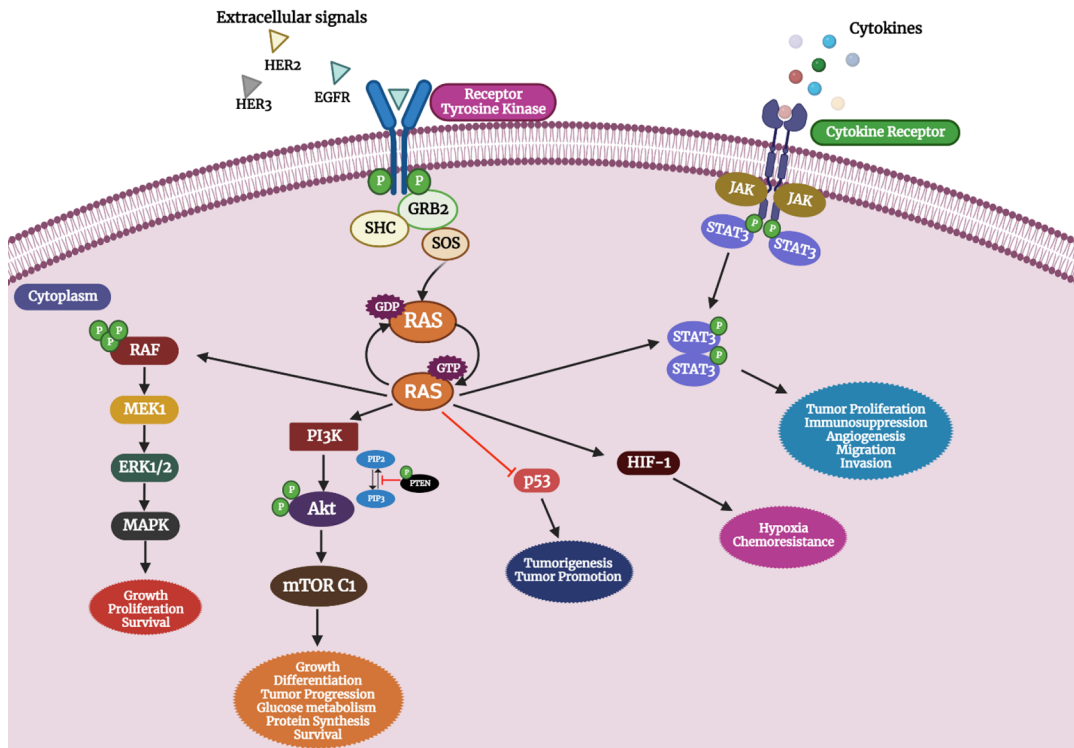 Extracellular signals
HER2
HER3
EGFR
Receptor
Tyrosine Kinase
Cytokines
Cytokine Receptor
P
P
GRB2
SHC
SOS
JAK
JAK
P
P
STAT3
STAT3
Cytoplasm
GDP
RAS
GTP
RAS
P
P
P
RAF
MEK1
ERK1/2
MAPK
Growth
Proliferation
Survival
PI3K
PIP2
PIP3
P
PTEN
P
P
Akt
mTOR C1
Growth
Differentiation
Tumor Progression
Glucose metabolism
Protein Synthesis
Survival
p53
Tumorigenesis
Tumor Promotion
HIF-1
Hypoxia
Chemoresistance
P
STAT3
P
STAT3
Tumor Proliferation
Immunosuppression
Angiogenesis
Migration
Invasion